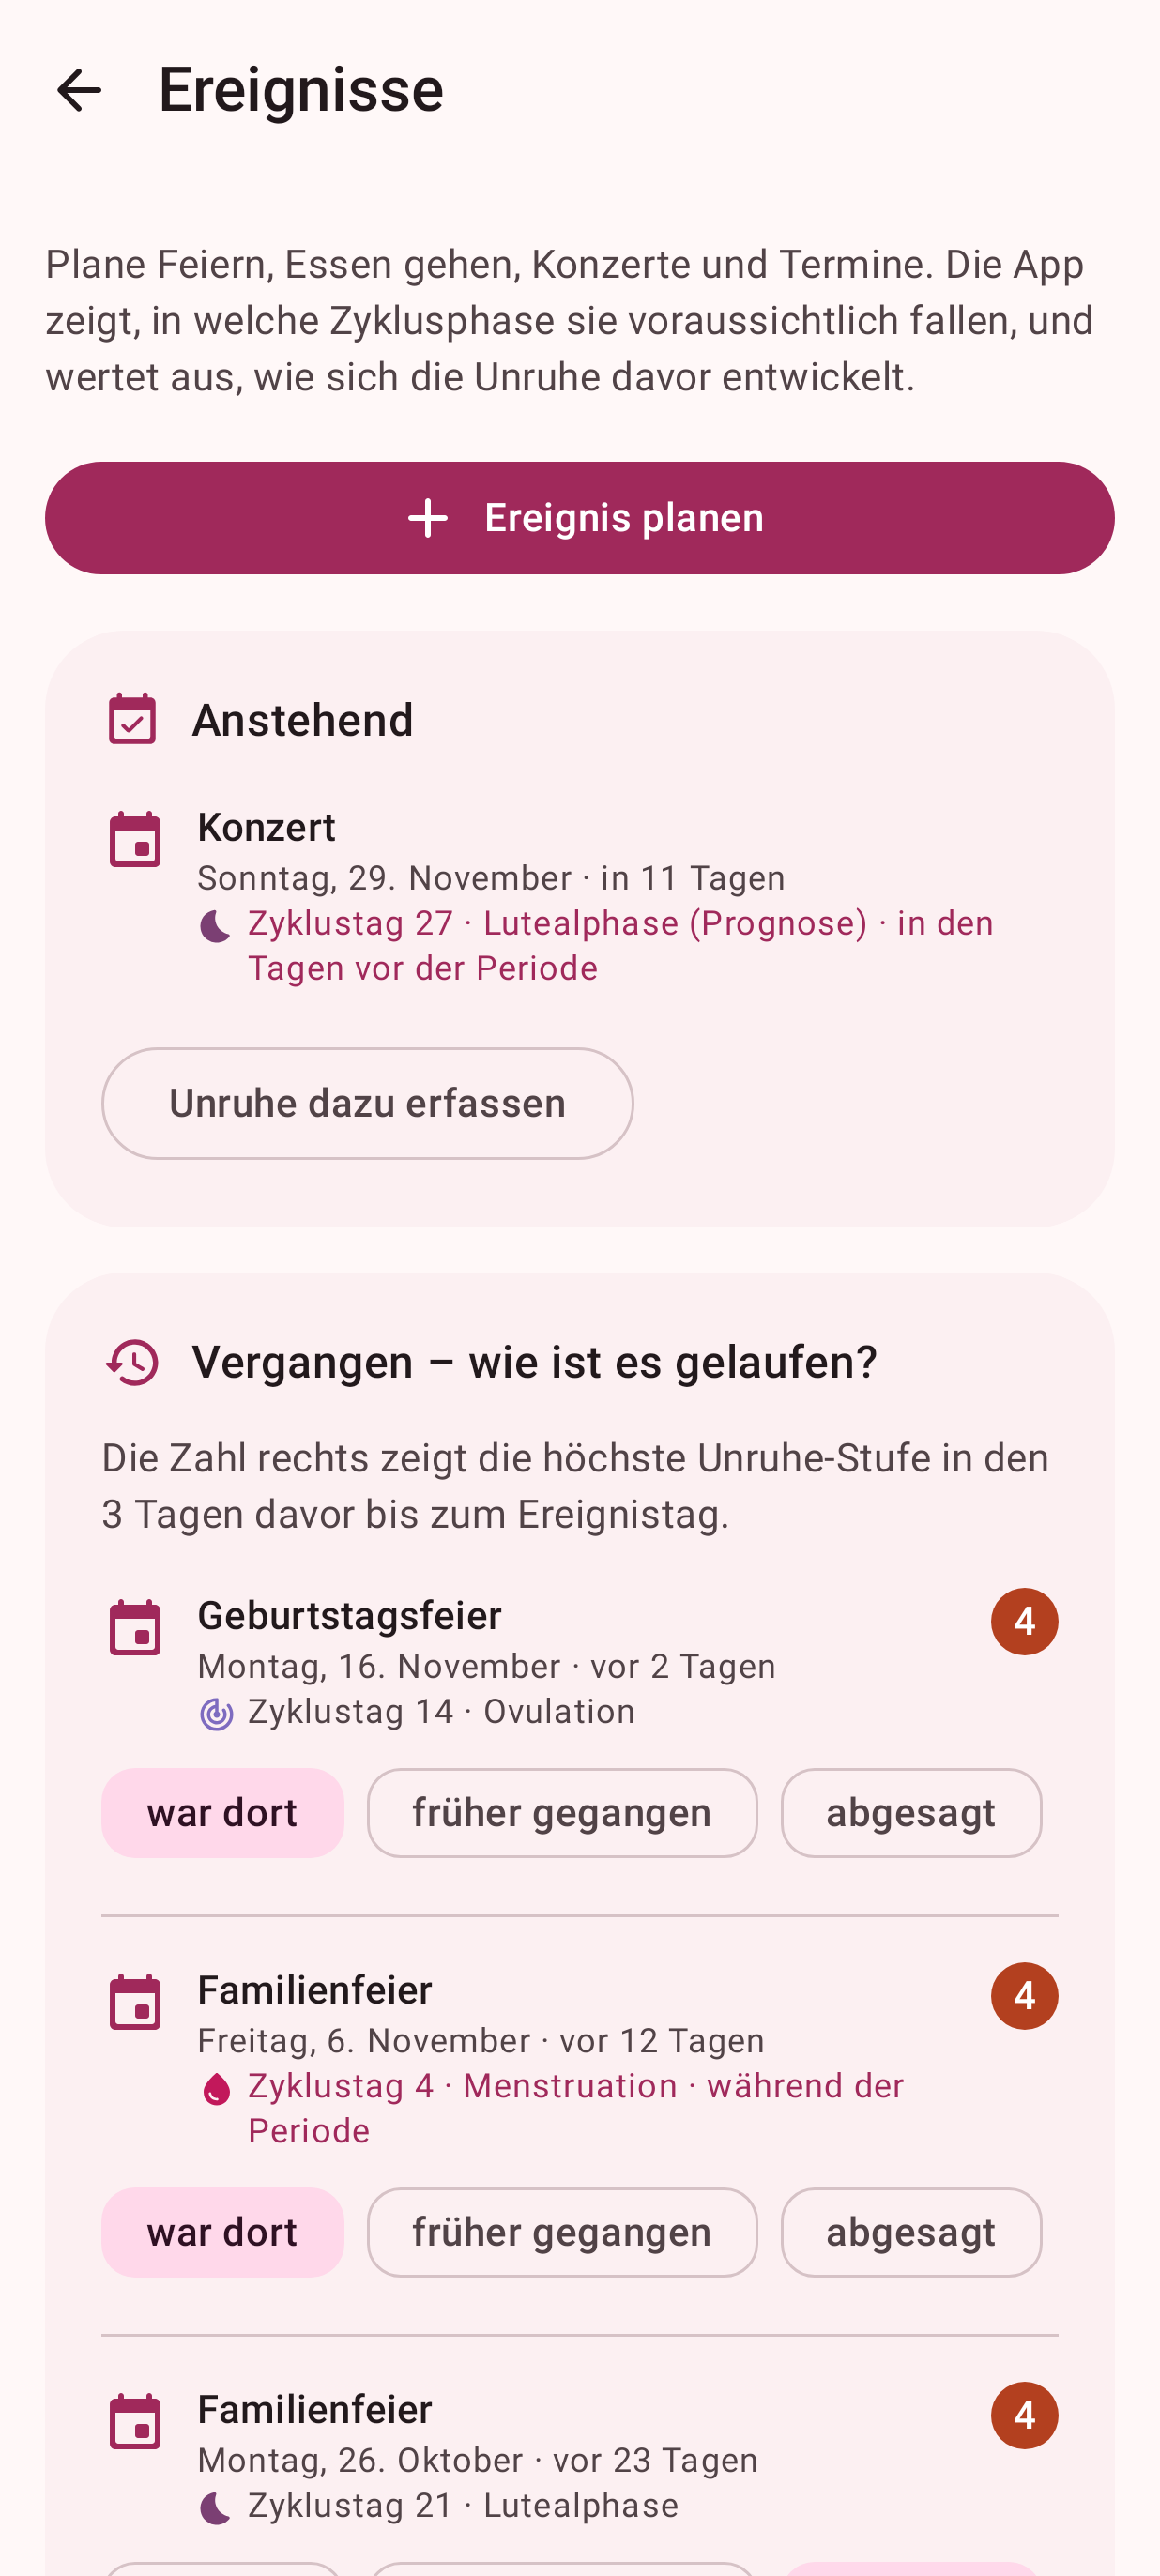 Ereignisse
Plane Feiern, Essen gehen, Konzerte und Termine. Die App
zeigt, in welche Zyklusphase sie voraussichtlich fallen, und
wertet aus, wie sich die Unruhe davor entwickelt.
Ereignis planen
Anstehend
Konzert
Sonntag, 29. November · in 11 Tagen
Zyklustag 27 · Lutealphase (Prognose) · in den
Tagen vor der Periode
Unruhe dazu erfassen
Vergangen – wie ist es gelaufen?
Die Zahl rechts zeigt die höchste Unruhe-Stufe in den
3 Tagen davor bis zum Ereignistag.
Geburtstagsfeier 4
Montag, 16. November · vor 2 Tagen
Zyklustag 14 · Ovulation
war dort früher gegangen abgesagt
Familienfeier 4
Freitag, 6. November · vor 12 Tagen
Zyklustag 4 · Menstruation · während der
Periode
war dort früher gegangen abgesagt
Familienfeier 4
Montag, 26. Oktober · vor 23 Tagen
Zyklustag 21 · Lutealphase